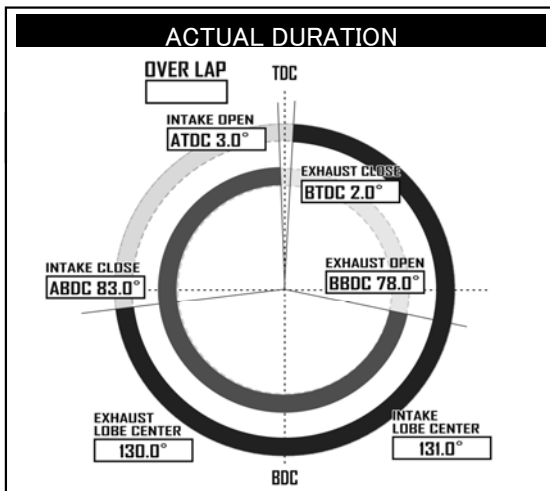 ACTUAL DURATION
OVER LAP
TDC
INTAKE OPEN
ATDC 3.0°
EXHAUST CLOSE
BTDC 2.0°
INTAKE CLOSE
ABDC 83.0°
EXHAUST OPEN
BBDC 78.0°
EXHAUST
LOBE CENTER
130.0°
INTAKE
LOBE CENTER
131.0°
BDC